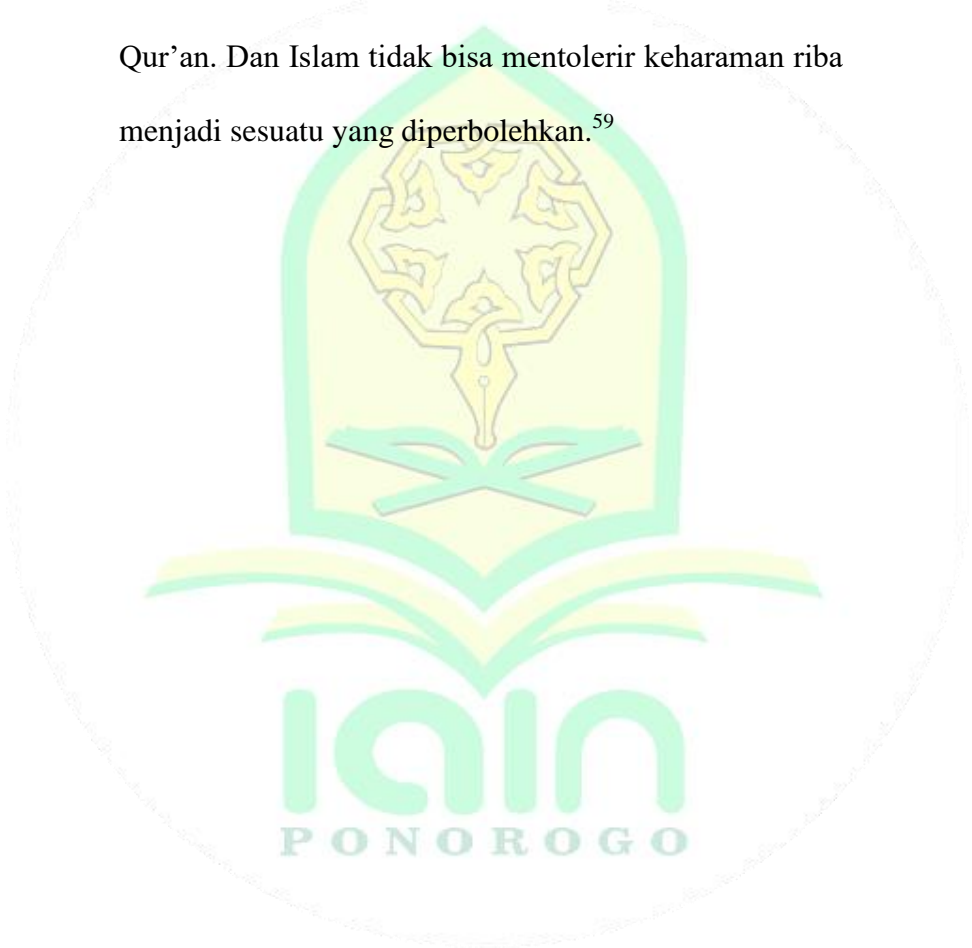 Qur’an. Dan Islam tidak bisa mentolerir keharaman riba
menjadi sesuatu yang diperbolehkan.⁵⁹
iain
PONOROGO